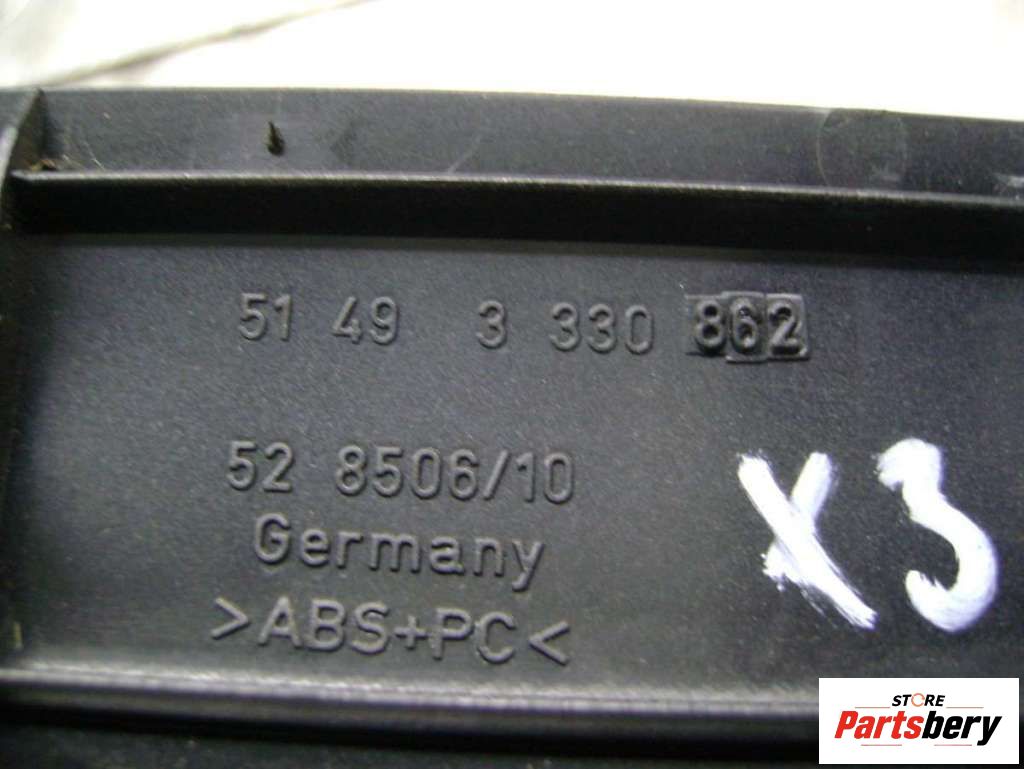 51 49 3 330 862
52 8506/10
Germany
>ABS+PC<
X3
STORE
Partsbery